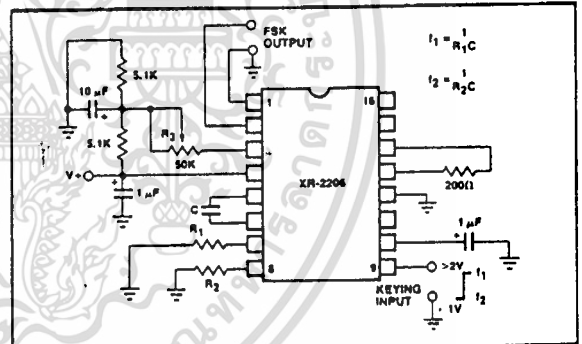 FSK
OUTPUT
f₁ = 1/R₁C
f₂ = 1/R₂C
5.1K
10 µF
+
5.1K
R₃
50K
V+
+
1 µF
C
R₁
R₂
1
16
XR-2206
8
9
200Ω
+
1 µF
KEYING
INPUT
>2V
f₁
f₂
1V